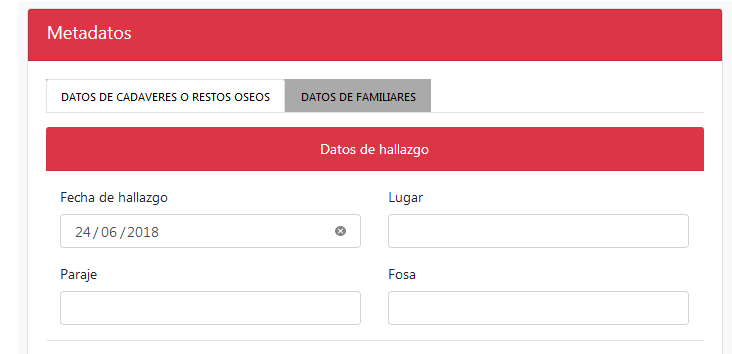 Metadatos
DATOS DE CADAVERES O RESTOS OSEOS DATOS DE FAMILIARES
Datos de hallazgo
Fecha de hallazgo Lugar
24 / 06 / 2018
Paraje Fosa